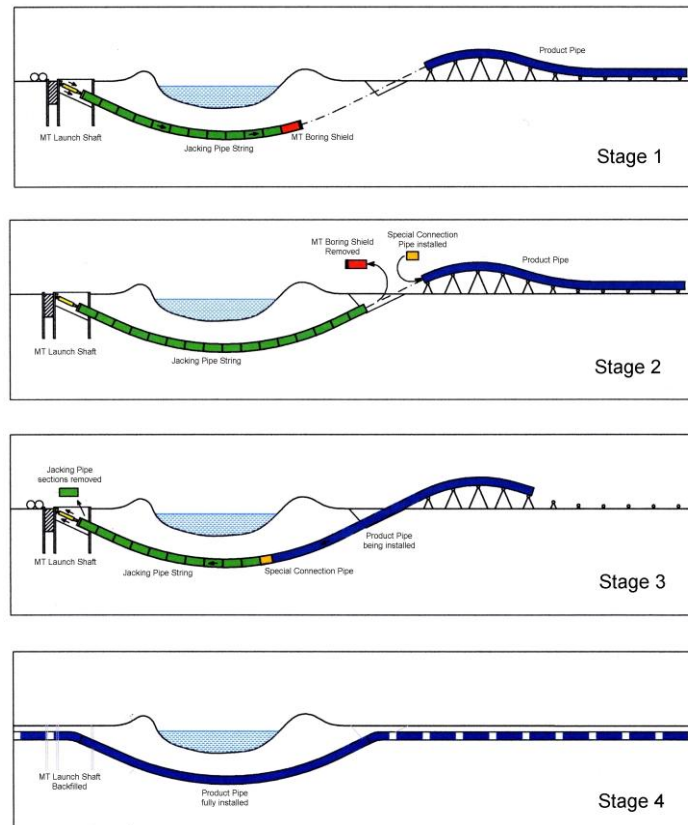 Product Pipe
MT Launch Shaft
Jacking Pipe String
MT Boring Shield
Stage 1
MT Boring Shield
Removed
Special Connection
Pipe installed
Product Pipe
MT Launch Shaft
Jacking Pipe String
Stage 2
Jacking Pipe
sections removed
MT Launch Shaft
Jacking Pipe String
Special Connection Pipe
Product Pipe
being installed
Stage 3
MT Launch Shaft
Backfilled
Product Pipe
fully installed
Stage 4